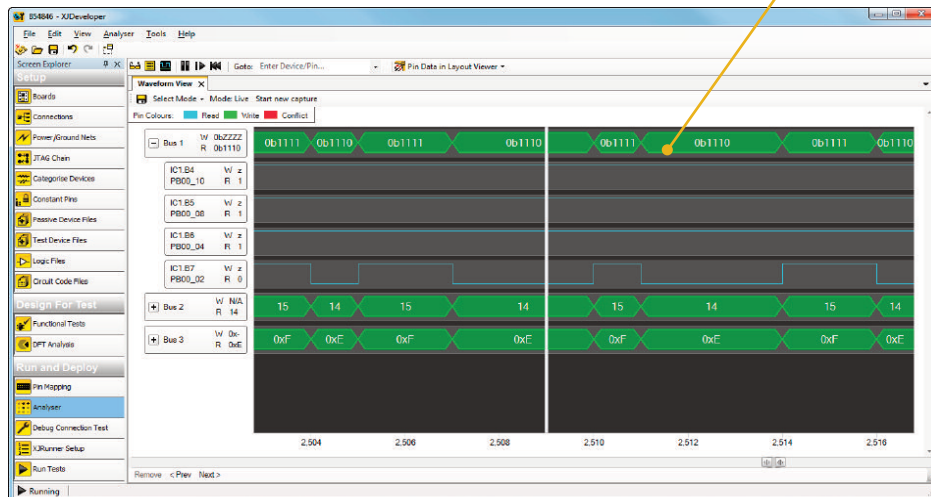 854846 - XJDeveloper
File Edit View Analyser Tools Help
Screen Explorer
Goto: Enter Device/Pin...
Pin Data in Layout Viewer
Setup
Boards
Connections
Power/Ground Nets
JTAG Chain
Categorise Devices
Constant Pins
Passive Device Files
Test Device Files
Logic Files
Circuit Code Files
Design For Test
Functional Tests
DFT Analysis
Run and Deploy
Pin Mapping
Analyser
Debug Connection Test
XJRunner Setup
Run Tests
Running
Waveform View
Select Mode Mode: Live Start new capture
Pin Colours: Read Write Conflict
Bus 1 W 0bZZZZ
R 0b1110
0b1111 0b1110 0b1111 0b1110 0b1111 0b1110 0b1111 0b1110
IC1.B4 W z
PB00_10 R 1
IC1.B5 W z
PB00_08 R 1
IC1.B6 W z
PB00_04 R 1
IC1.B7 W z
PB00_02 R 0
Bus 2 W N/A
R 14
15 14 15 14 15 14 15 14
Bus 3 W 0x-
R 0xE
0xF 0xE 0xF 0xE 0xF 0xE 0xF 0xE
2.504 2.506 2.508 2.510 2.512 2.514 2.516
Remove < Prev Next >